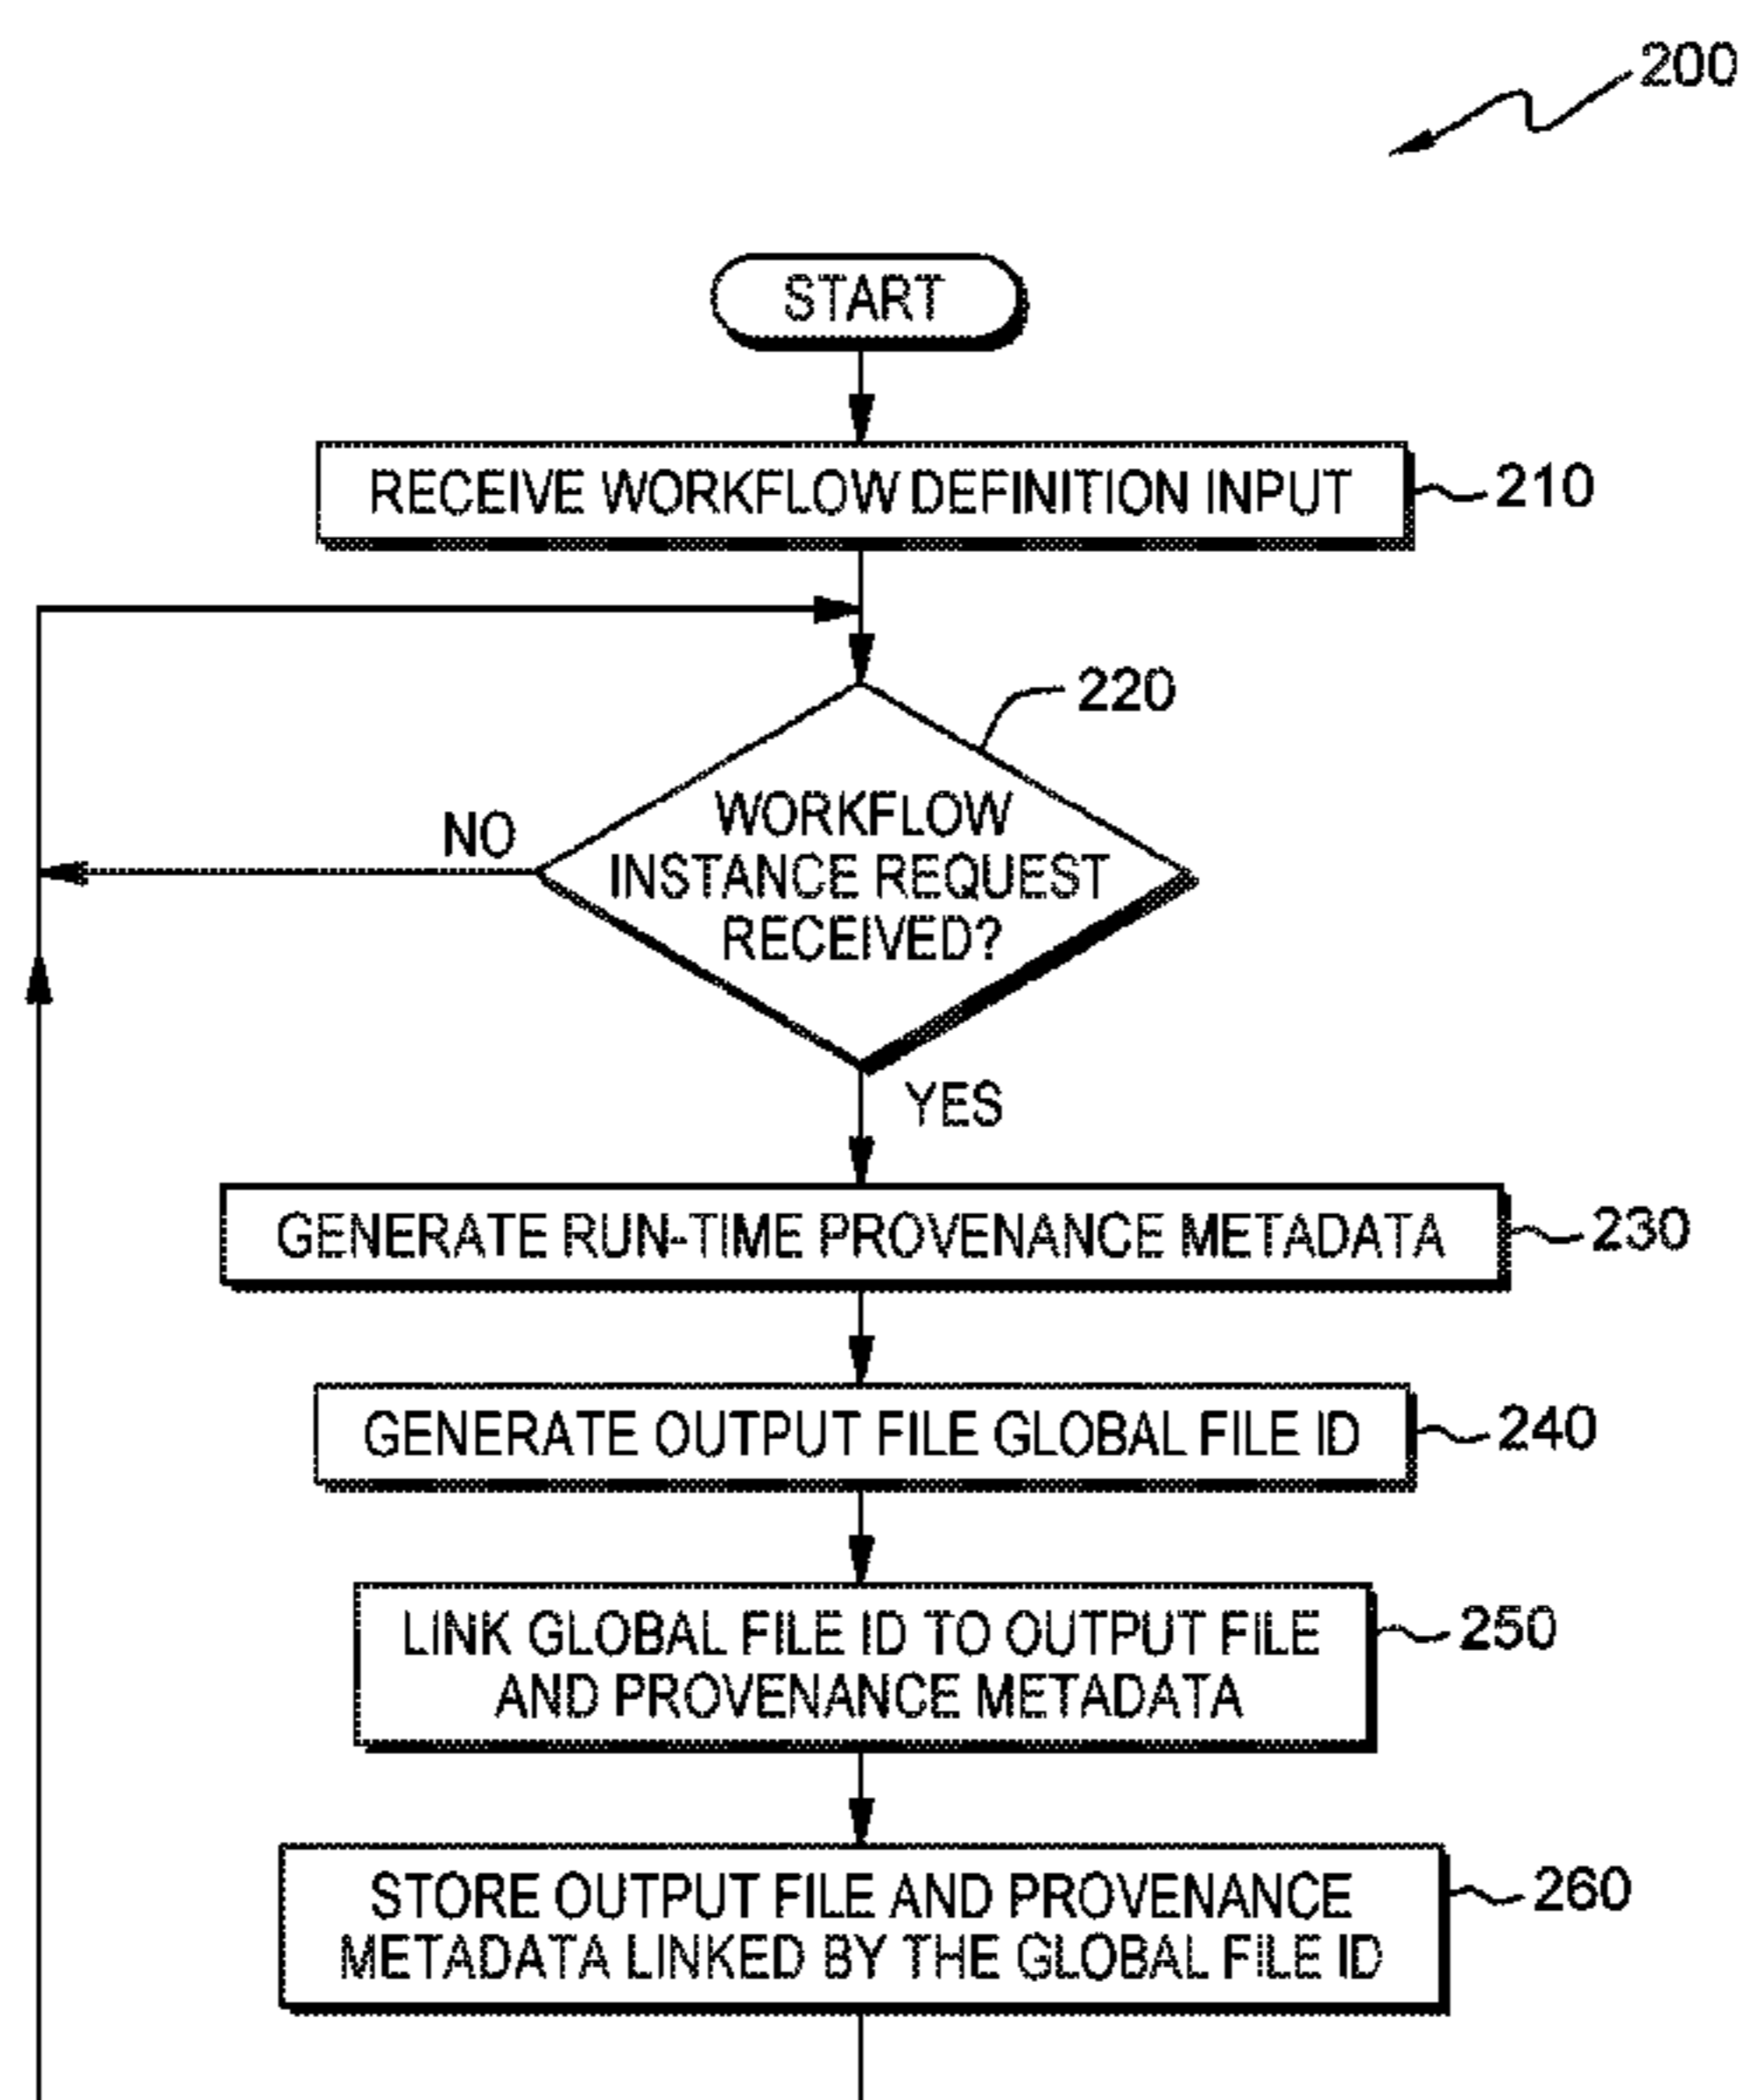 200
START
RECEIVE WORKFLOW DEFINITION INPUT
210
220
WORKFLOW
INSTANCE REQUEST
RECEIVED?
NO
YES
GENERATE RUN-TIME PROVENANCE METADATA
230
GENERATE OUTPUT FILE GLOBAL FILE ID
240
LINK GLOBAL FILE ID TO OUTPUT FILE
AND PROVENANCE METADATA
250
STORE OUTPUT FILE AND PROVENANCE
METADATA LINKED BY THE GLOBAL FILE ID
260